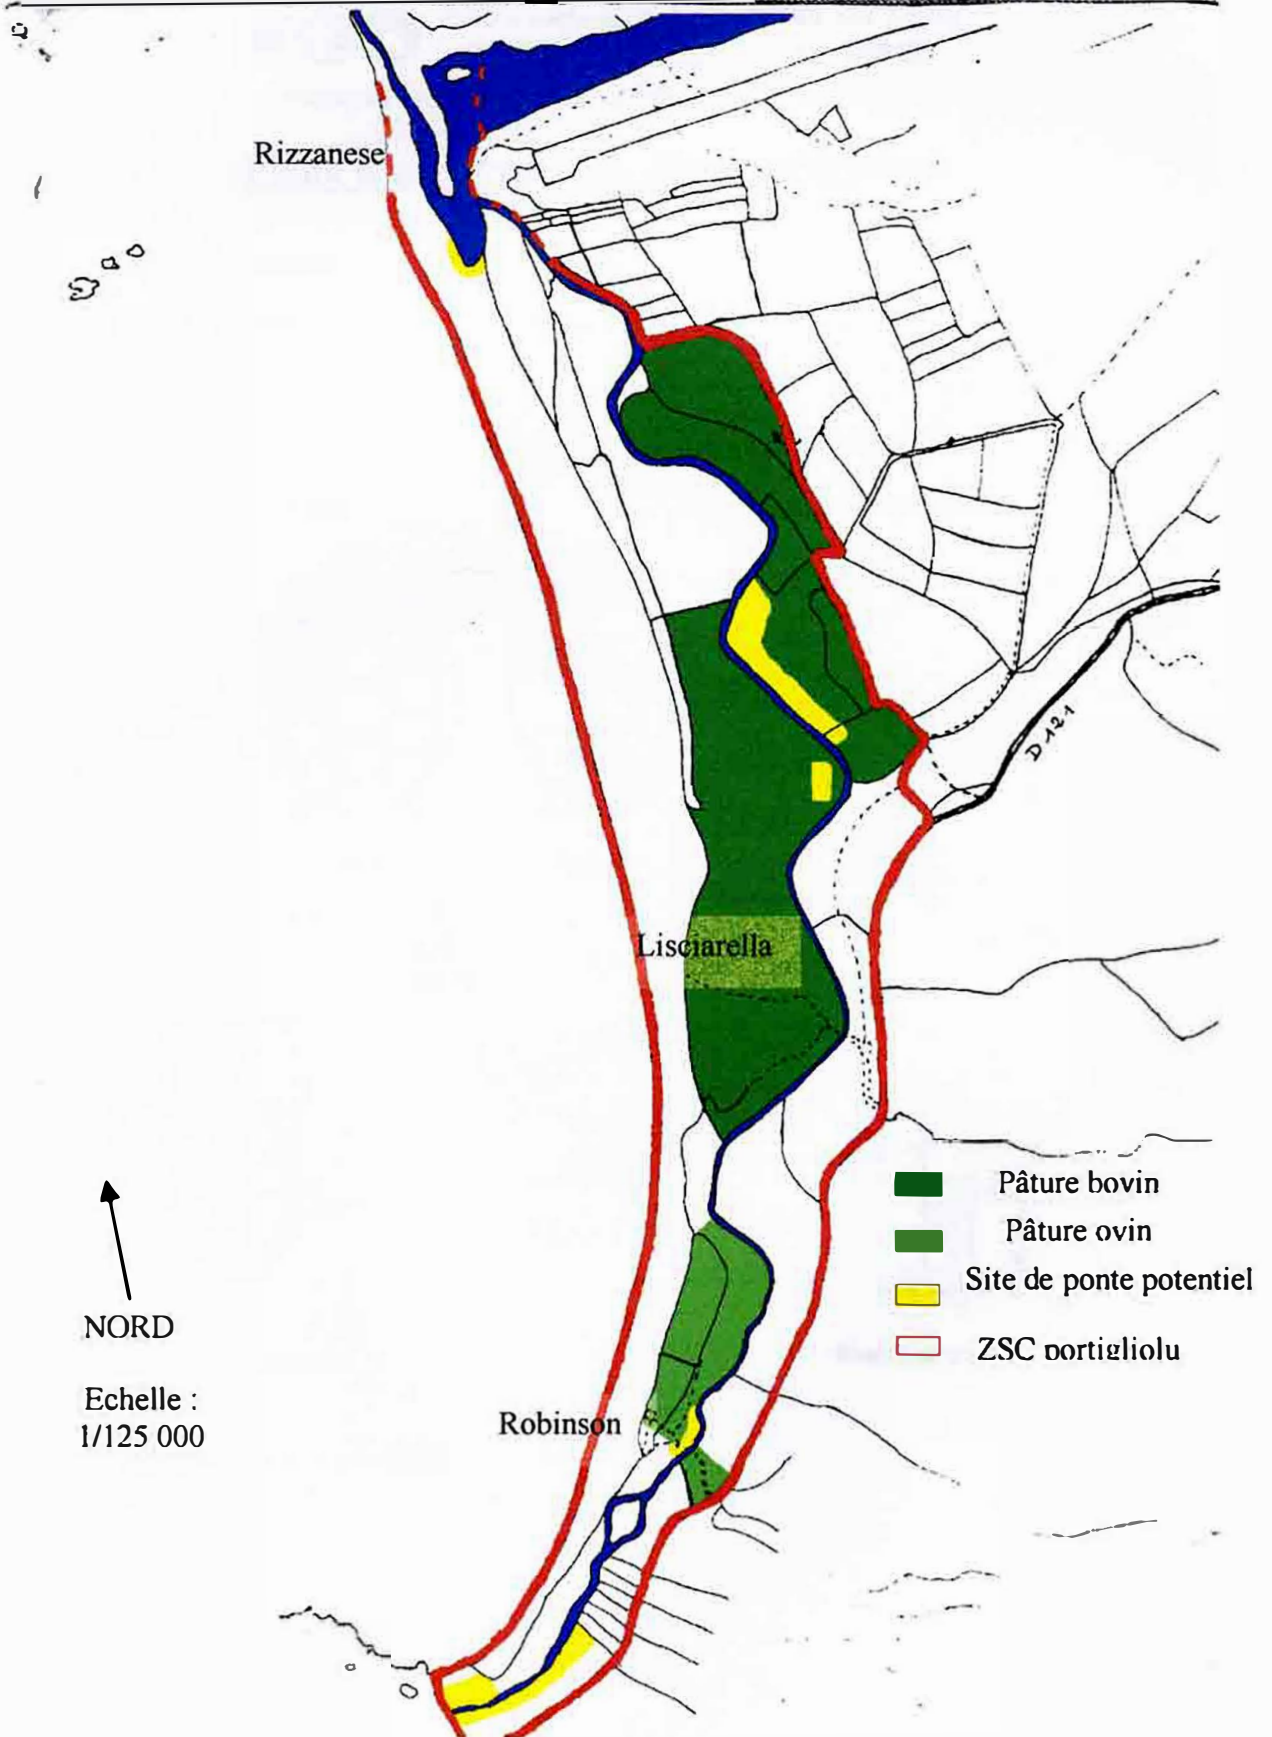 Rizzanese
D 121
Lisciarella
Pâture bovin
Pâture ovin
Site de ponte potentiel
ZSC portigliolu
NORD
Echelle :
1/125 000
Robinson